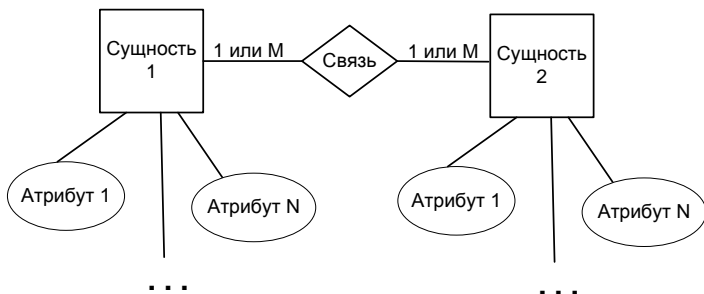 Сущность
1
1 или М
Связь
1 или М
Сущность
2
Атрибут 1
Атрибут N
Атрибут 1
Атрибут N
...
...